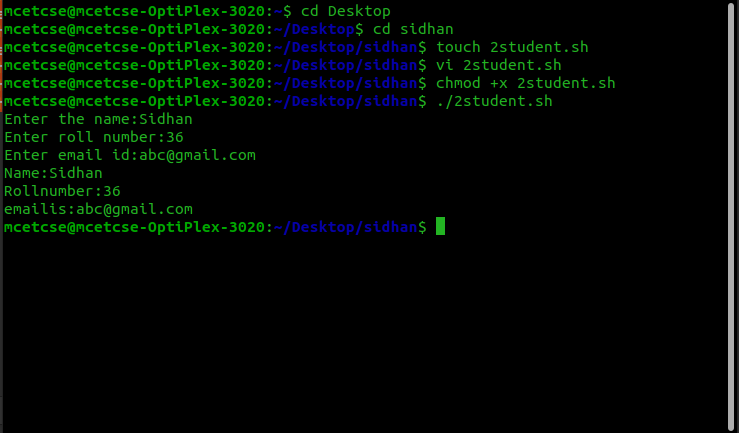 mcetcse@mcetcse-OptiPlex-3020:~$ cd Desktop
mcetcse@mcetcse-OptiPlex-3020:~/Desktop$ cd sidhan
mcetcse@mcetcse-OptiPlex-3020:~/Desktop/sidhan$ touch 2student.sh
mcetcse@mcetcse-OptiPlex-3020:~/Desktop/sidhan$ vi 2student.sh
mcetcse@mcetcse-OptiPlex-3020:~/Desktop/sidhan$ chmod +x 2student.sh
mcetcse@mcetcse-OptiPlex-3020:~/Desktop/sidhan$ ./2student.sh
Enter the name:Sidhan
Enter roll number:36
Enter email id:abc@gmail.com
Name:Sidhan
Rollnumber:36
emailis:abc@gmail.com
mcetcse@mcetcse-OptiPlex-3020:~/Desktop/sidhan$